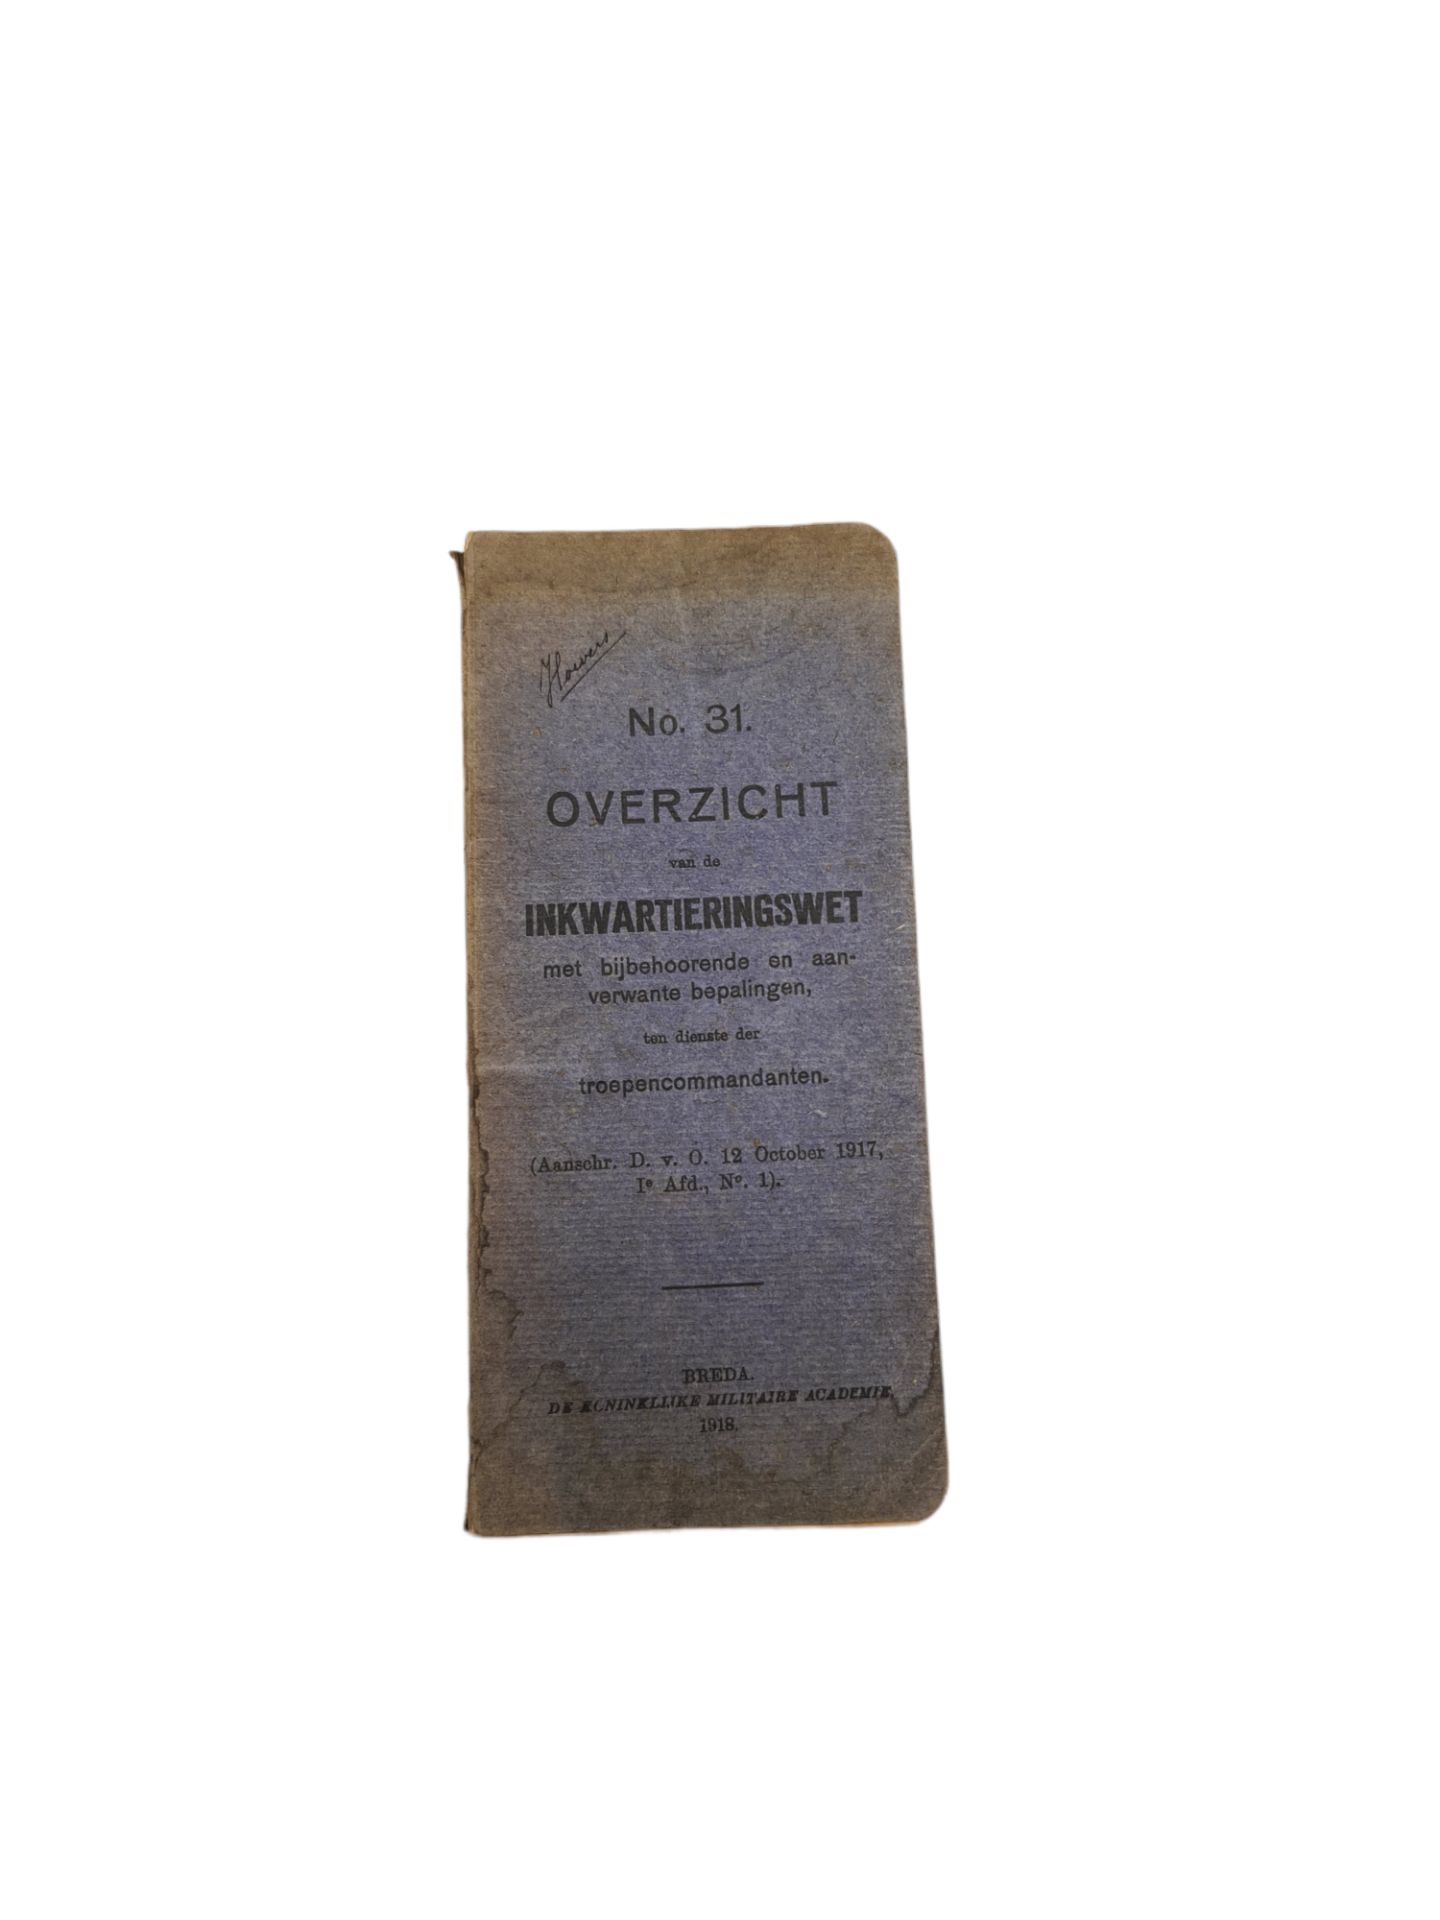 No. 31.
OVERZICHT
van de
INKWARTIERINGSWET
met bijbehoorende en aan-
verwante bepalingen,
ten dienste der
troepencommandanten.
(Aanschr. D. v. O. 12 October 1917,
Iᵉ Afd., Nº. 1).
BREDA.
DE KONINKLIJKE MILITAIRE ACADEMIE,
1918.